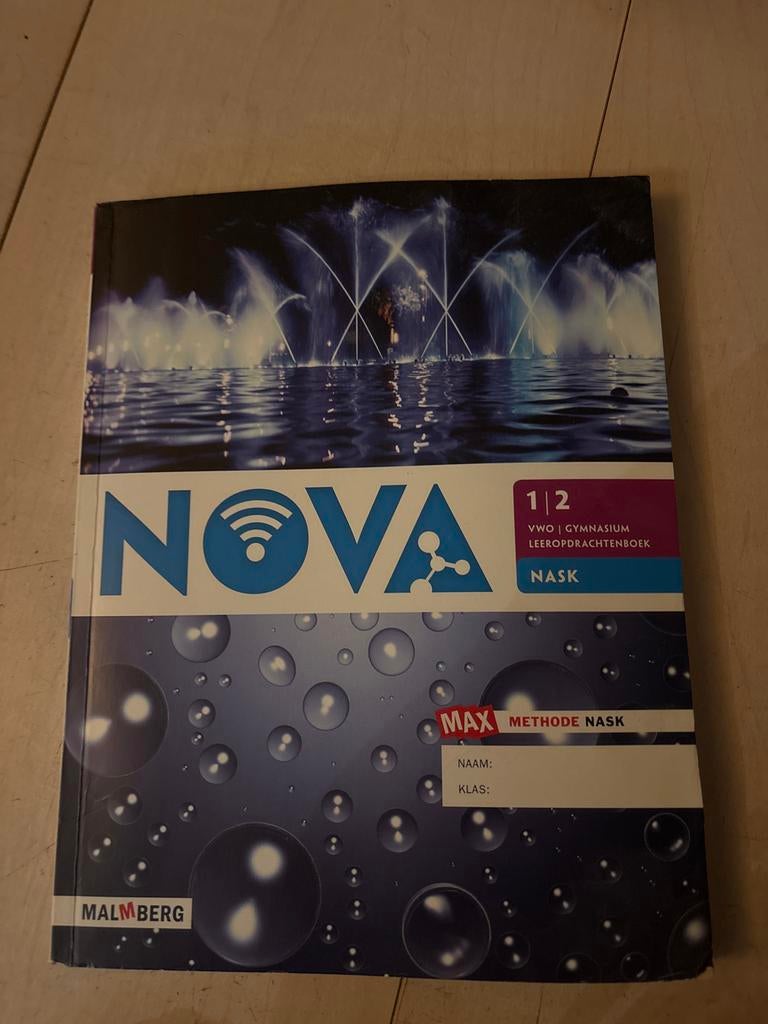 NOVA
1|2
VWO | GYMNASIUM
LEEROPDRACHTENBOEK
NASK
MAX METHODE NASK
NAAM:
KLAS:
MALMBERG